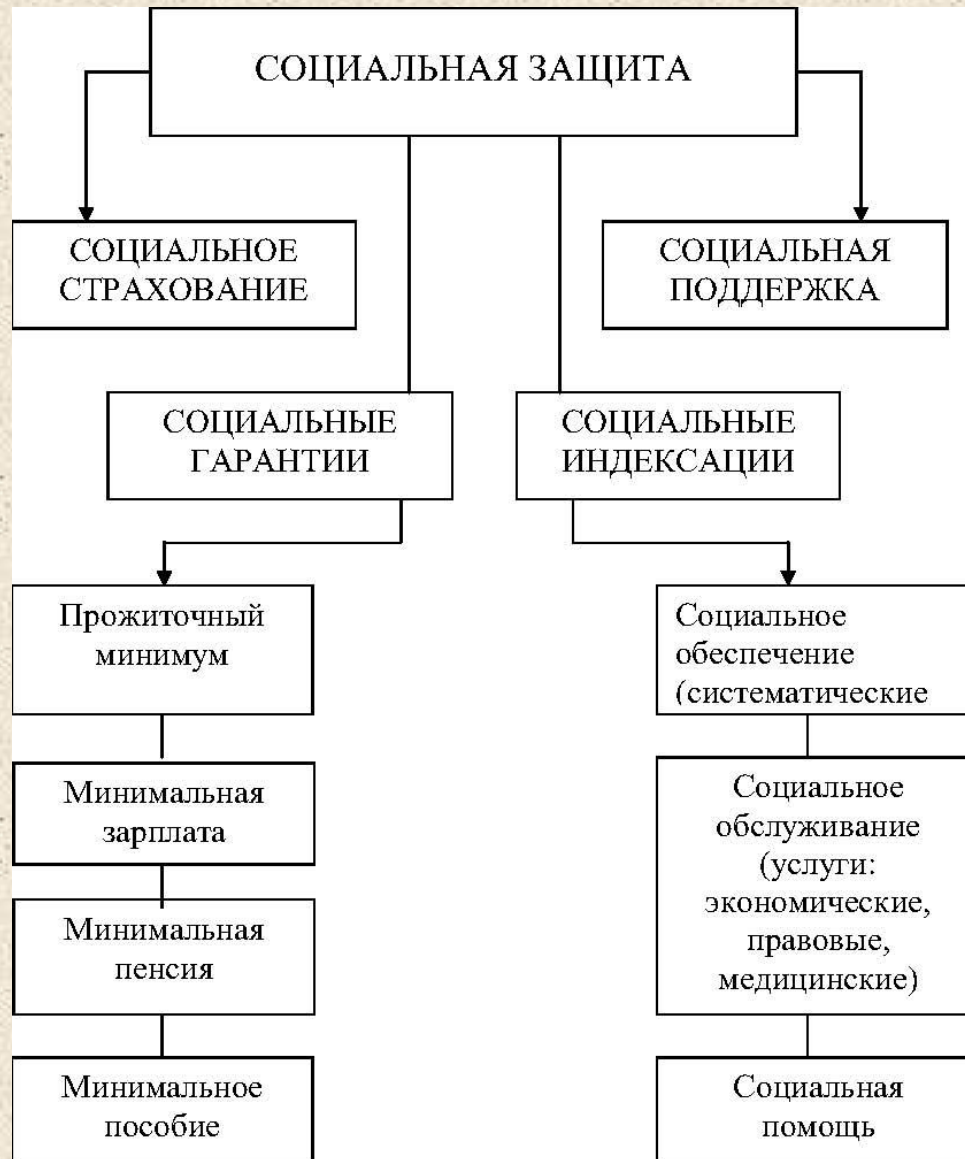 СОЦИАЛЬНАЯ ЗАЩИТА
СОЦИАЛЬНОЕ
СТРАХОВАНИЕ
СОЦИАЛЬНАЯ
ПОДДЕРЖКА
СОЦИАЛЬНЫЕ
ГАРАНТИИ
СОЦИАЛЬНЫЕ
ИНДЕКСАЦИИ
Прожиточный
минимум
Социальное
обеспечение
(систематические
Минимальная
зарплата
Социальное
обслуживание
(услуги:
экономические,
правовые,
медицинские)
Минимальная
пенсия
Минимальное
пособие
Социальная
помощь